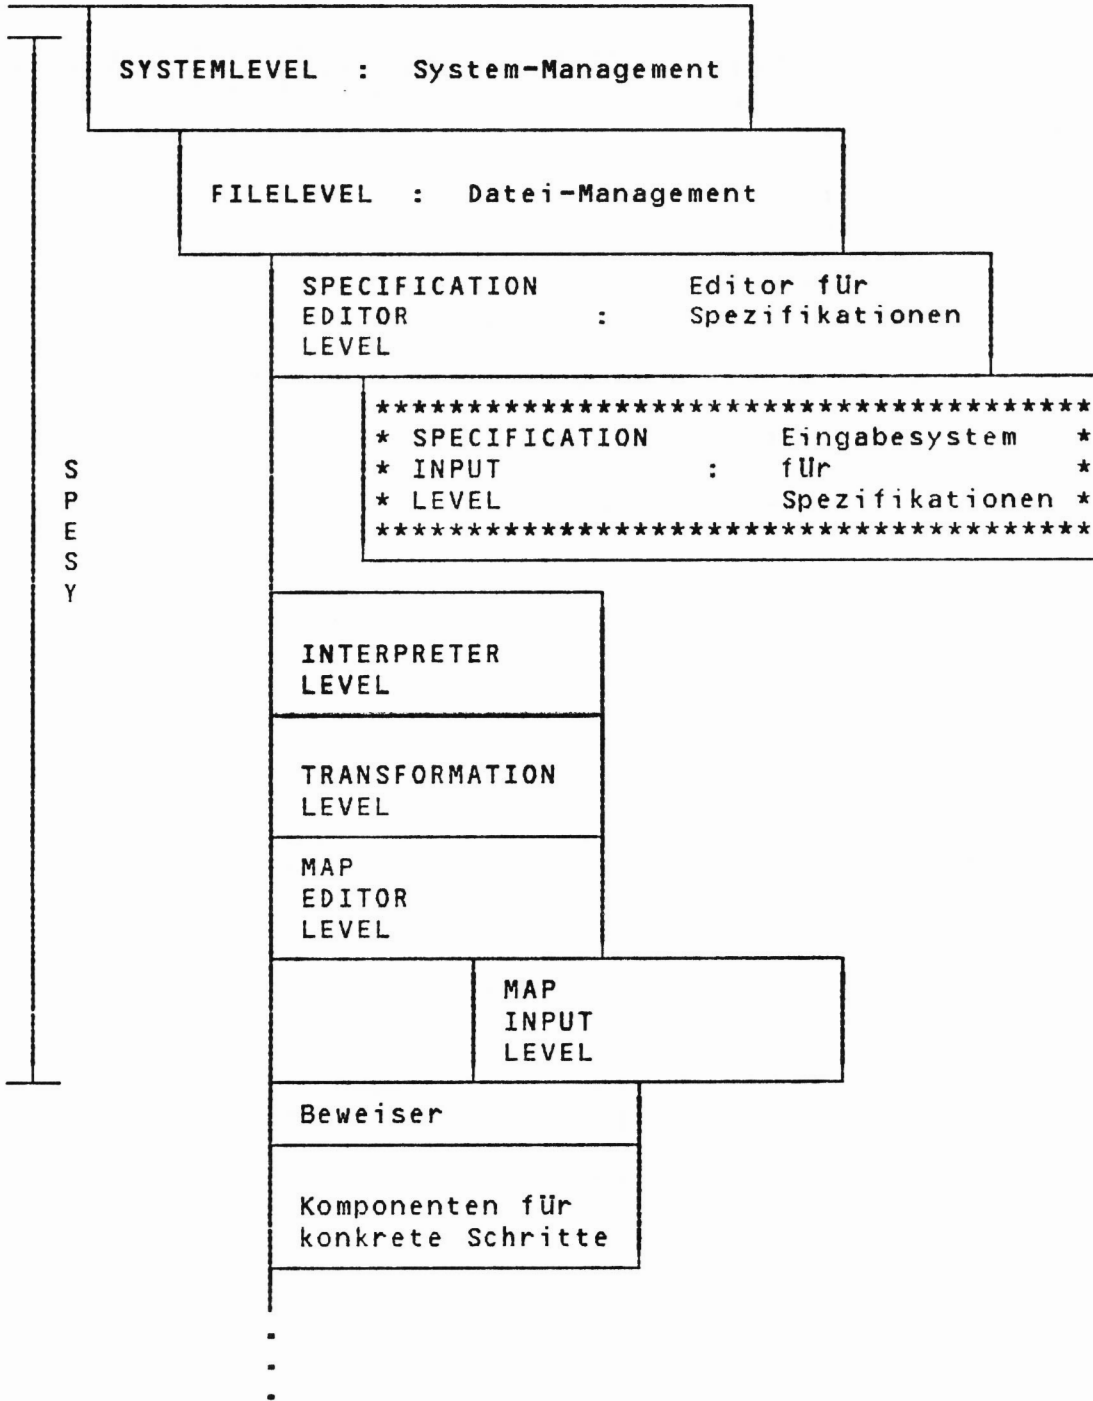 SYSTEMLEVEL : System-Management
FILELEVEL : Datei-Management
SPECIFICATION Editor für
EDITOR : Spezifikationen
LEVEL
***************************************
* SPECIFICATION Eingabesystem *
* INPUT : für *
* LEVEL Spezifikationen *
***************************************
S
P
E
S
Y
INTERPRETER
LEVEL
TRANSFORMATION
LEVEL
MAP
EDITOR
LEVEL
MAP
INPUT
LEVEL
Beweiser
Komponenten für
konkrete Schritte
.
.
.